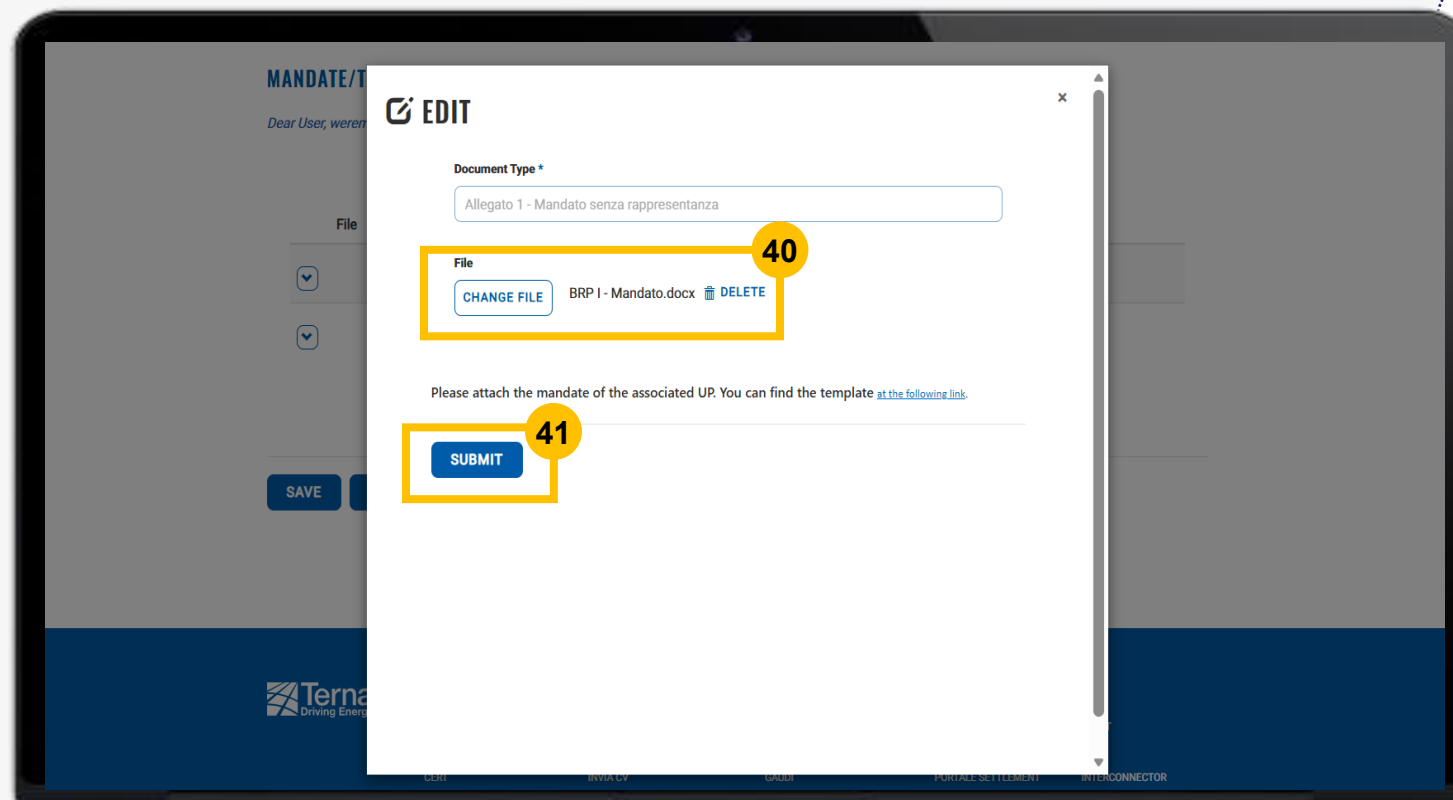 MANDATE/T
EDIT
×
Dear User, werem
Document Type *
Allegato 1 - Mandato senza rappresentanza
File
40
File
CHANGE FILE BRP I - Mandato.docx DELETE
Please attach the mandate of the associated UP. You can find the template at the following link.
41
SUBMIT
SAVE
Terna
Driving Energ
CERT INVIA CV GAUDÌ PORTALE SETTLEMENT INTERCONNECTOR